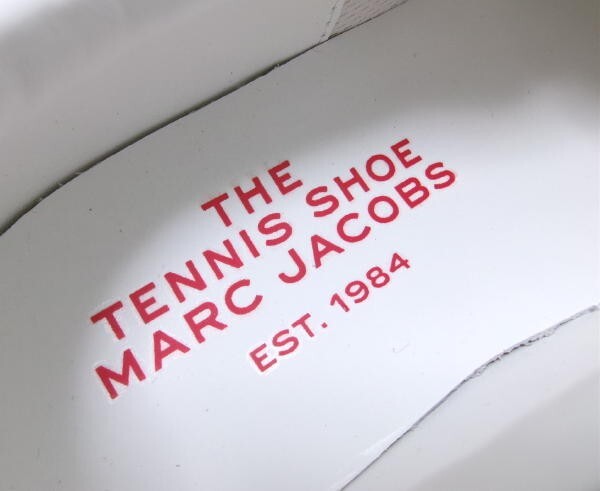 THE
TENNIS SHOE
MARC JACOBS
EST. 1984